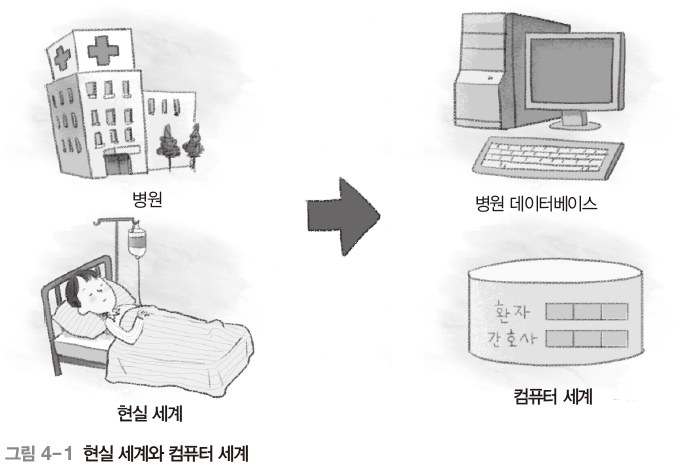 병원
병원 데이터베이스
환자
간호사
현실 세계
컴퓨터 세계
그림 4-1 현실 세계와 컴퓨터 세계